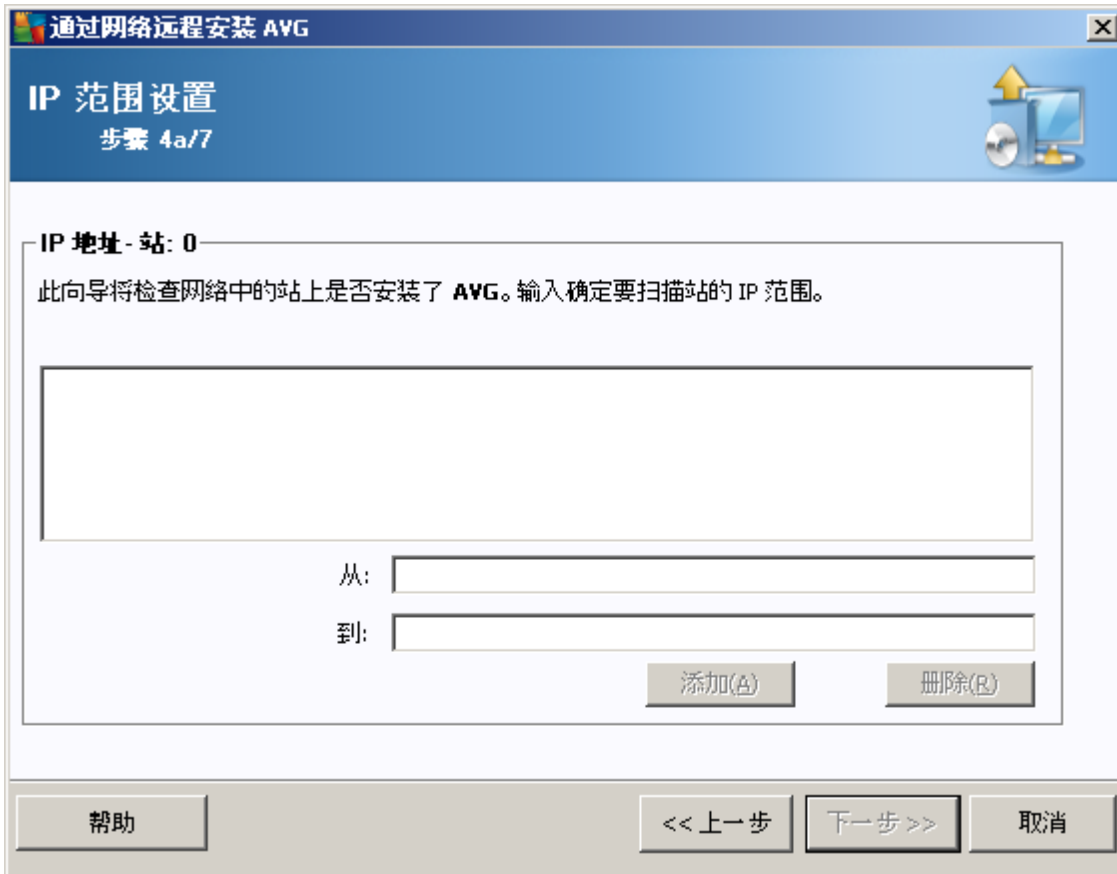 通过网络远程安装 AVG
IP 范围设置
步骤 4a/7
IP 地址 - 站: 0
此向导将检查网络中的站上是否安装了 AVG。输入确定要扫描站的 IP 范围。
从:
到:
添加(A) 删除(R)
帮助 << 上一步 下一步 >> 取消